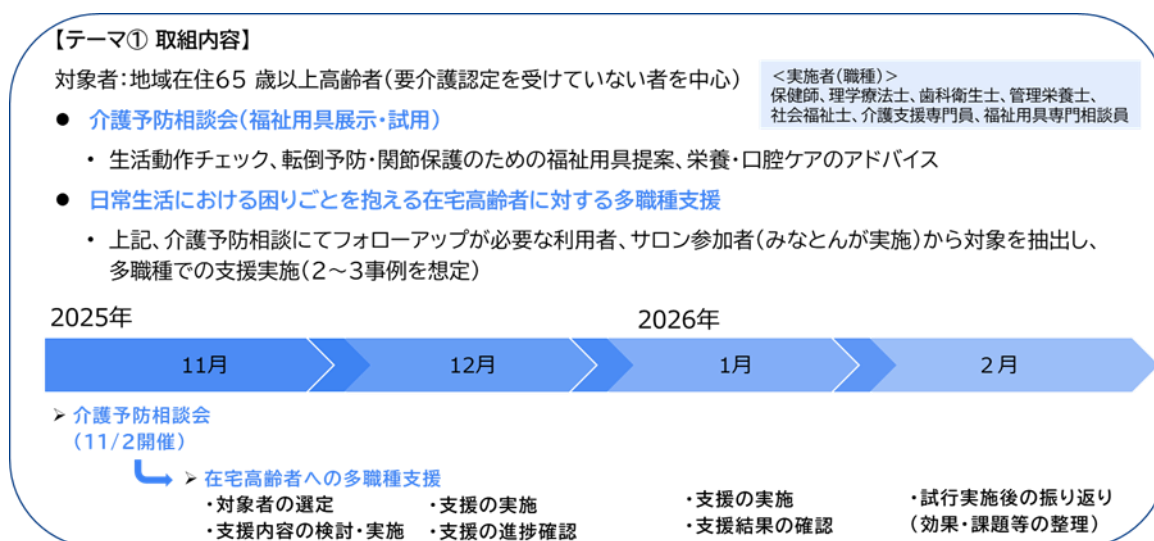 【テーマ① 取組内容】
対象者：地域在住65 歳以上高齢者（要介護認定を受けていない者を中心）
＜実施者（職種）＞
保健師、理学療法士、歯科衛生士、管理栄養士、
社会福祉士、介護支援専門員、福祉用具専門相談員
● 介護予防相談会（福祉用具展示・試用）
・ 生活動作チェック、転倒予防・関節保護のための福祉用具提案、栄養・口腔ケアのアドバイス
● 日常生活における困りごとを抱える在宅高齢者に対する多職種支援
・ 上記、介護予防相談にてフォローアップが必要な利用者、サロン参加者（みなとんが実施）から対象を抽出し、
多職種での支援実施（2～3事例を想定）
2025年
2026年
11月
12月
1月
2月
➢ 介護予防相談会
（11/2開催）
➢ 在宅高齢者への多職種支援
・対象者の選定
・支援内容の検討・実施
・支援の実施
・支援の進捗確認
・支援の実施
・支援結果の確認
・試行実施後の振り返り
（効果・課題等の整理）